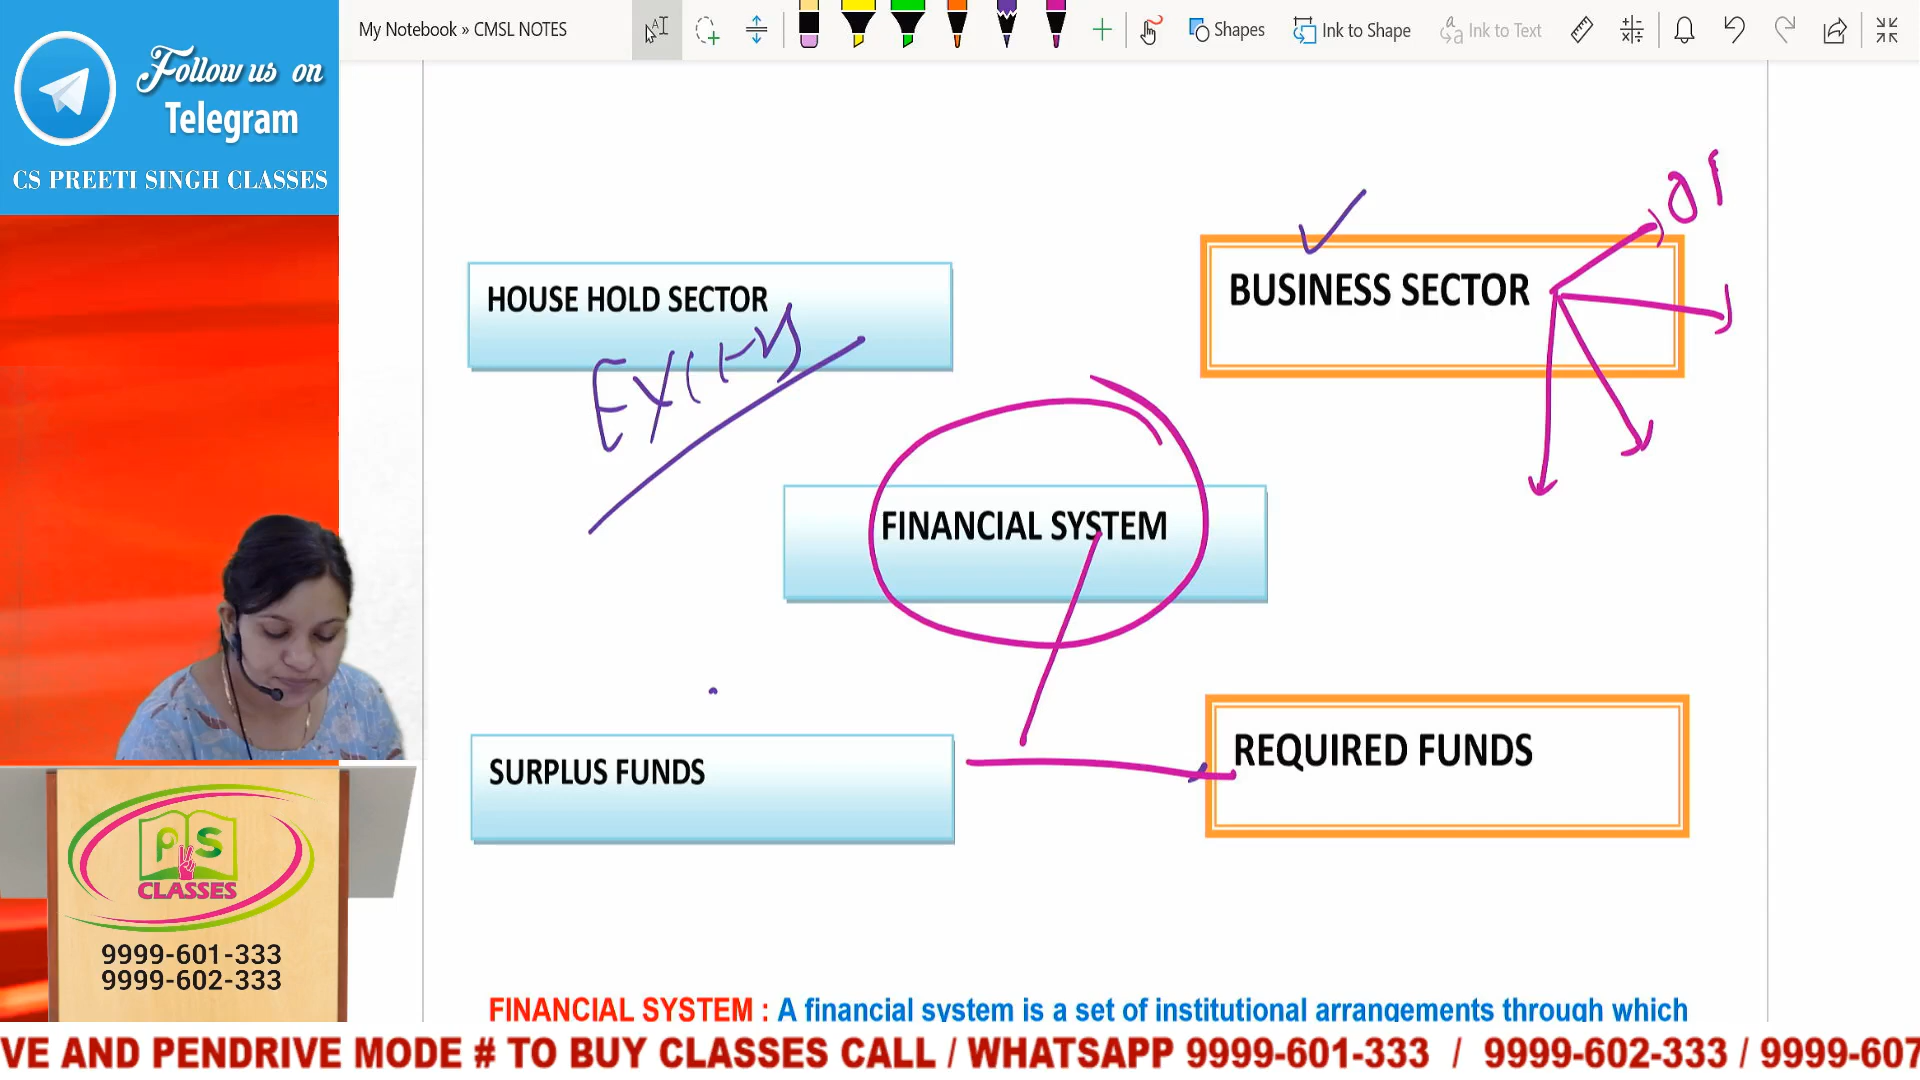 Follow us on
Telegram
CS PREETI SINGH CLASSES
My Notebook » CMSL NOTES
Shapes
Ink to Shape
Ink to Text
HOUSE HOLD SECTOR
BUSINESS SECTOR
FINANCIAL SYSTEM
SURPLUS FUNDS
REQUIRED FUNDS
PS
CLASSES
9999-601-333
9999-602-333
FINANCIAL SYSTEM : A financial system is a set of institutional arrangements through which
VE AND PENDRIVE MODE # TO BUY CLASSES CALL / WHATSAPP 9999-601-333 / 9999-602-333 / 9999-607